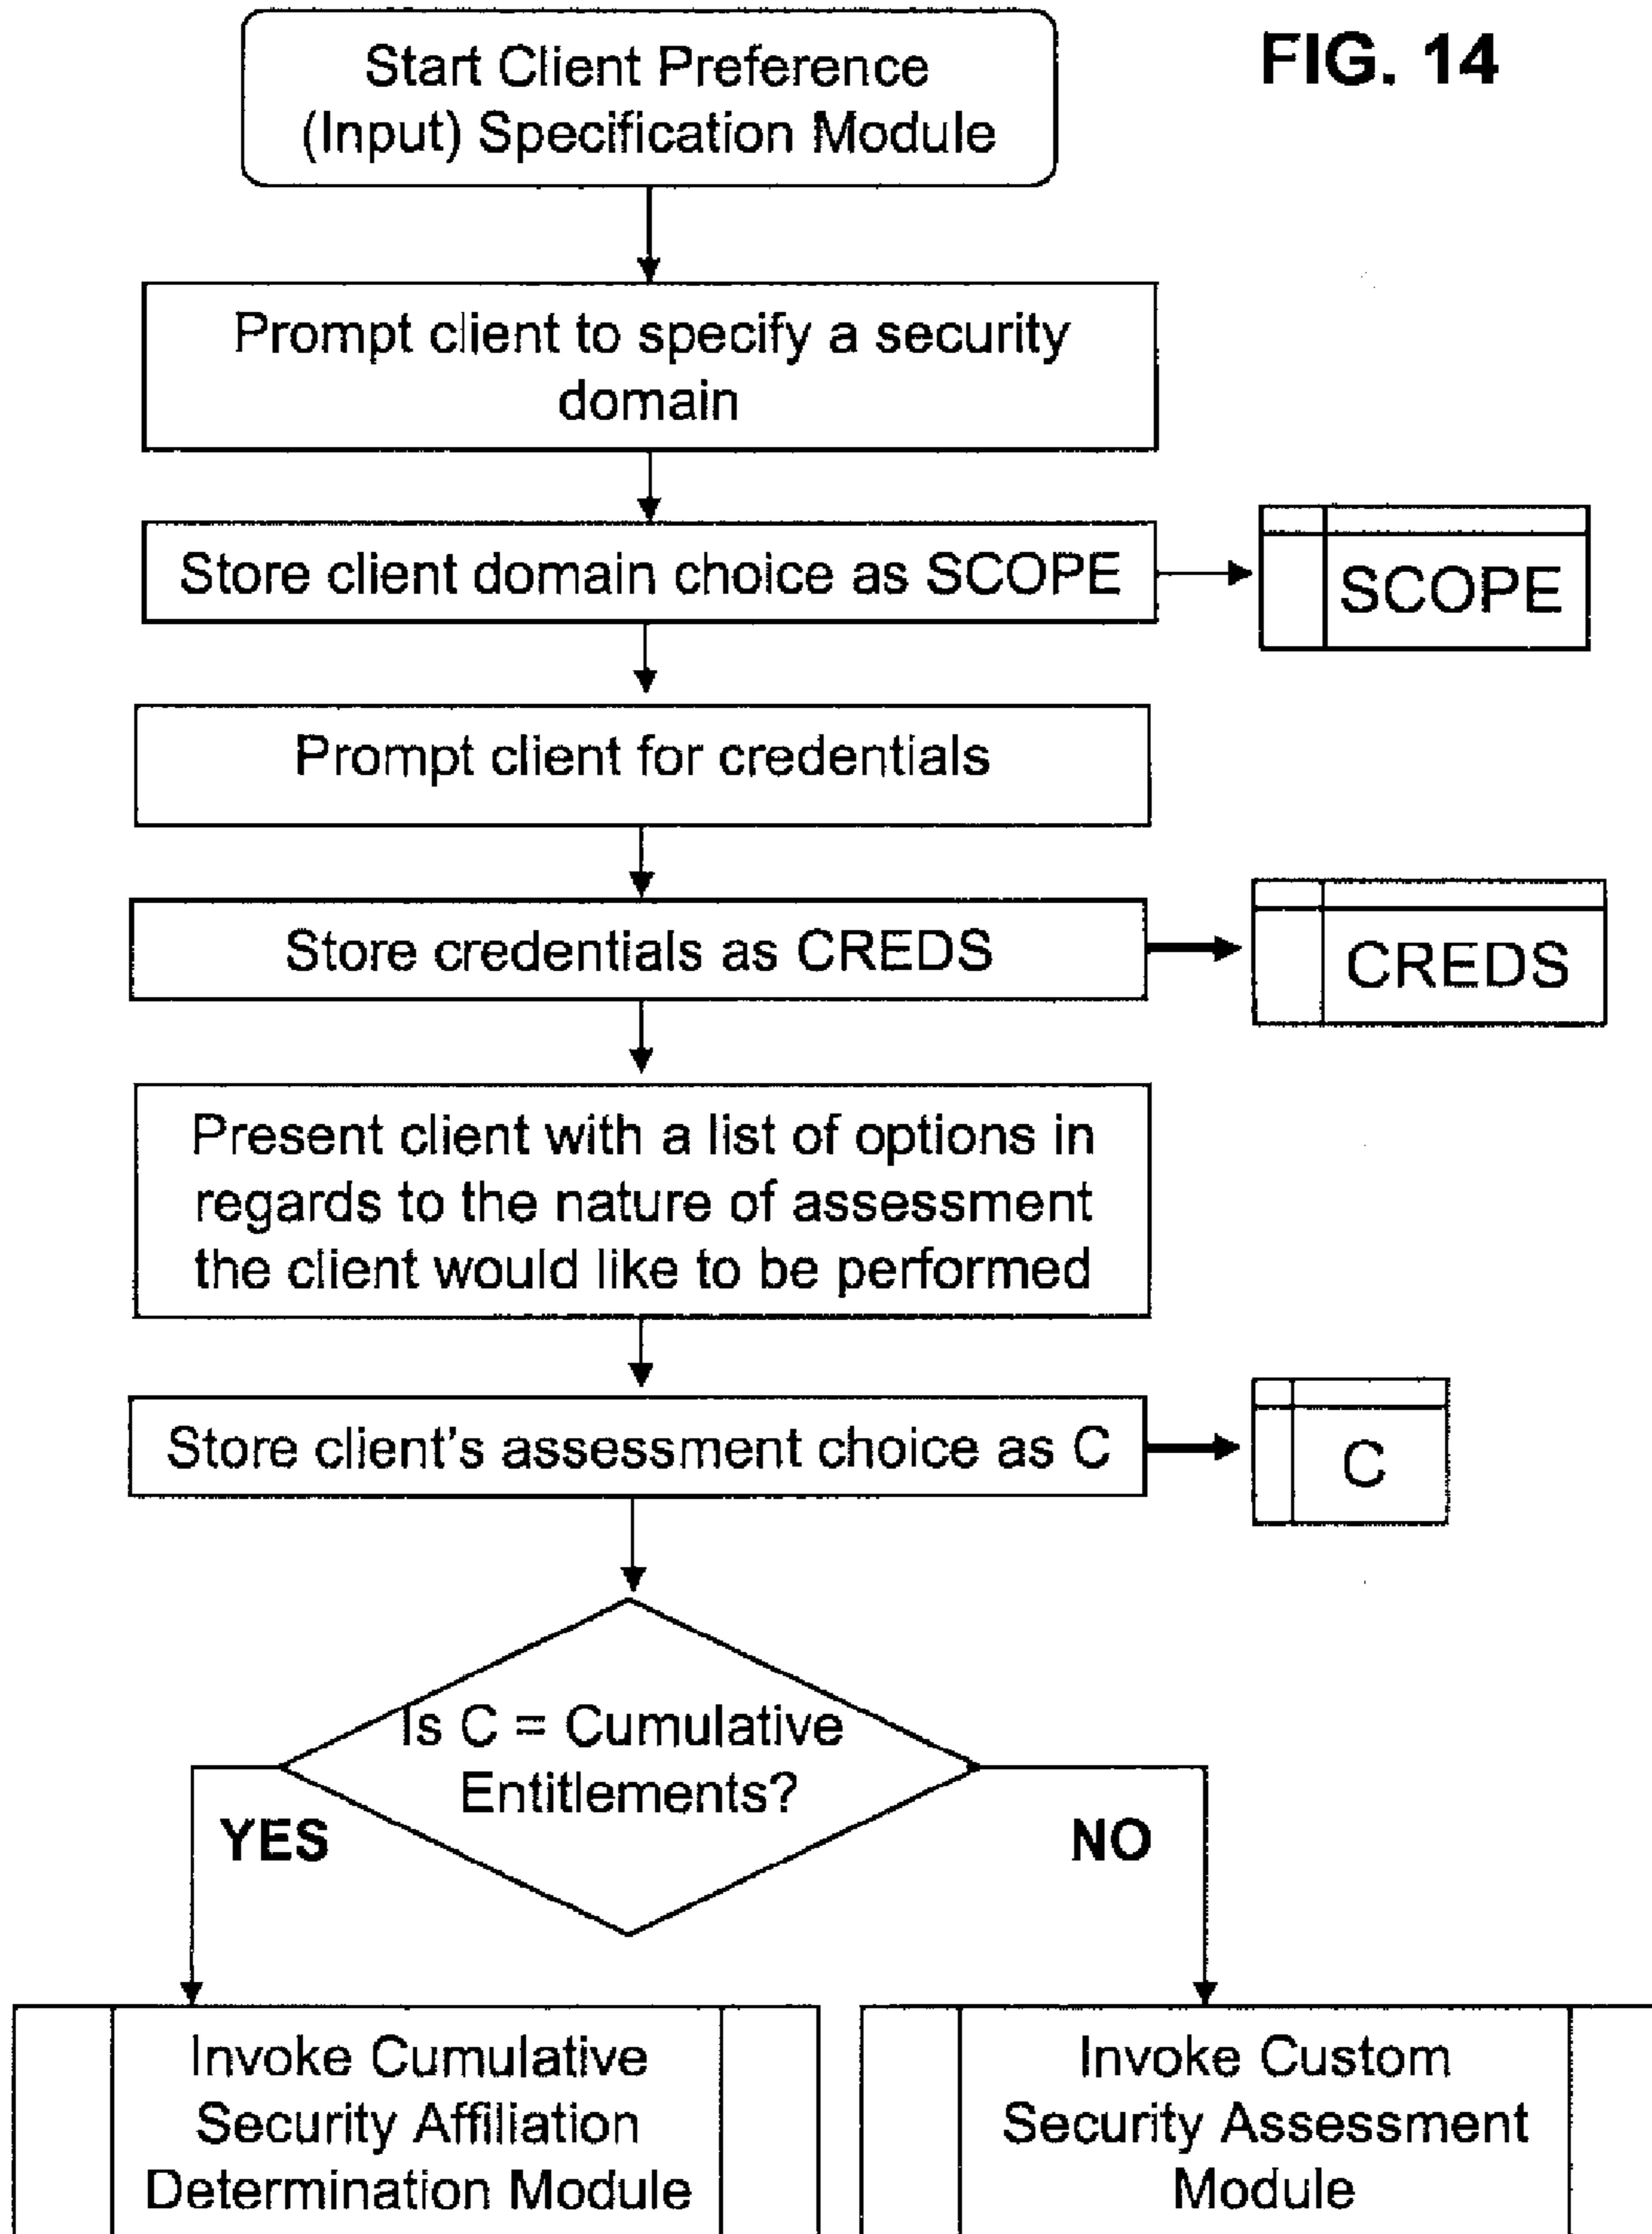 FIG. 14
Start Client Preference
(Input) Specification Module
Prompt client to specify a security
domain
Store client domain choice as SCOPE
SCOPE
Prompt client for credentials
Store credentials as CREDS
CREDS
Present client with a list of options in
regards to the nature of assessment
the client would like to be performed
Store client's assessment choice as C
C
Is C = Cumulative
Entitlements?
YES
NO
Invoke Cumulative
Security Affiliation
Determination Module
Invoke Custom
Security Assessment
Module